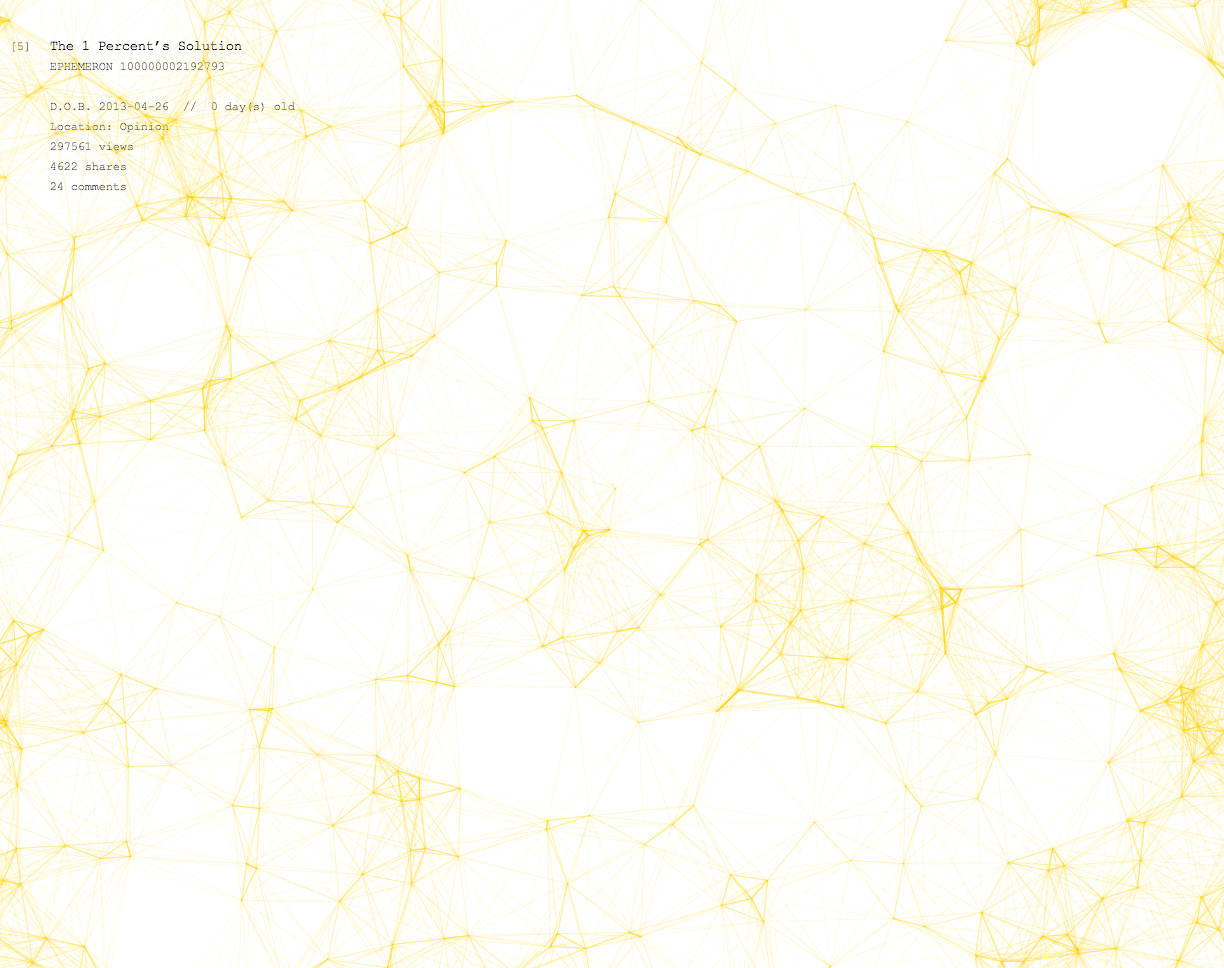 [5] The 1 Percent’s Solution
EPHEMERON 100000002192793
D.O.B. 2013-04-26 // 0 day(s) old
Location: Opinion
297561 views
4622 shares
24 comments